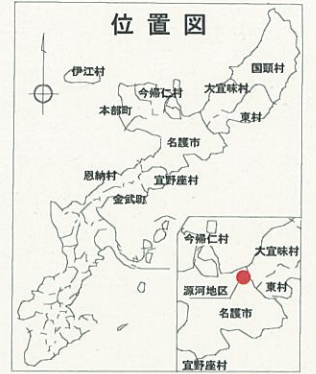 位置図
国頭村
伊江村
今帰仁村
大宜味村
本部町
東村
名護市
恩納村
宜野座村
金武町
今帰仁村
大宜味村
源河地区
東村
名護市
宜野座村